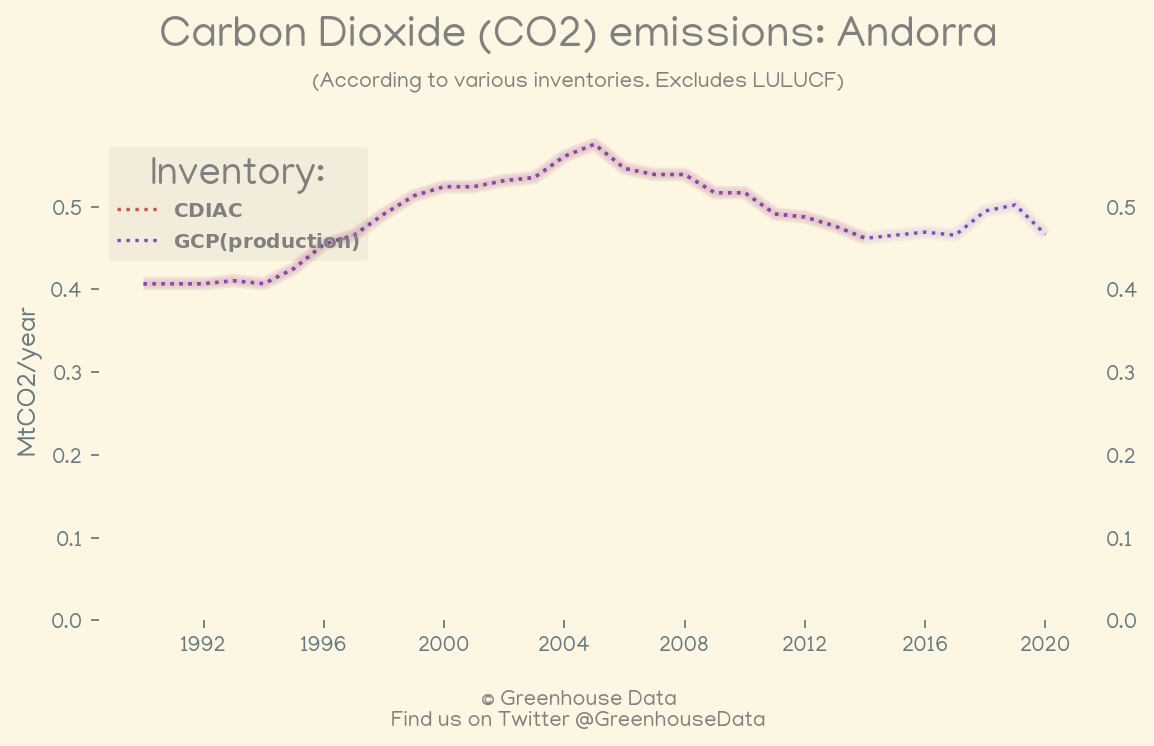 Carbon Dioxide (CO2) emissions: Andorra
(According to various inventories. Excludes LULUCF)
Inventory:
CDIAC
GCP(production)
MtCO2/year
0.5
0.4
0.3
0.2
0.1
0.0
0.5
0.4
0.3
0.2
0.1
0.0
1992 1996 2000 2004 2008 2012 2016 2020
© Greenhouse Data
Find us on Twitter @GreenhouseData